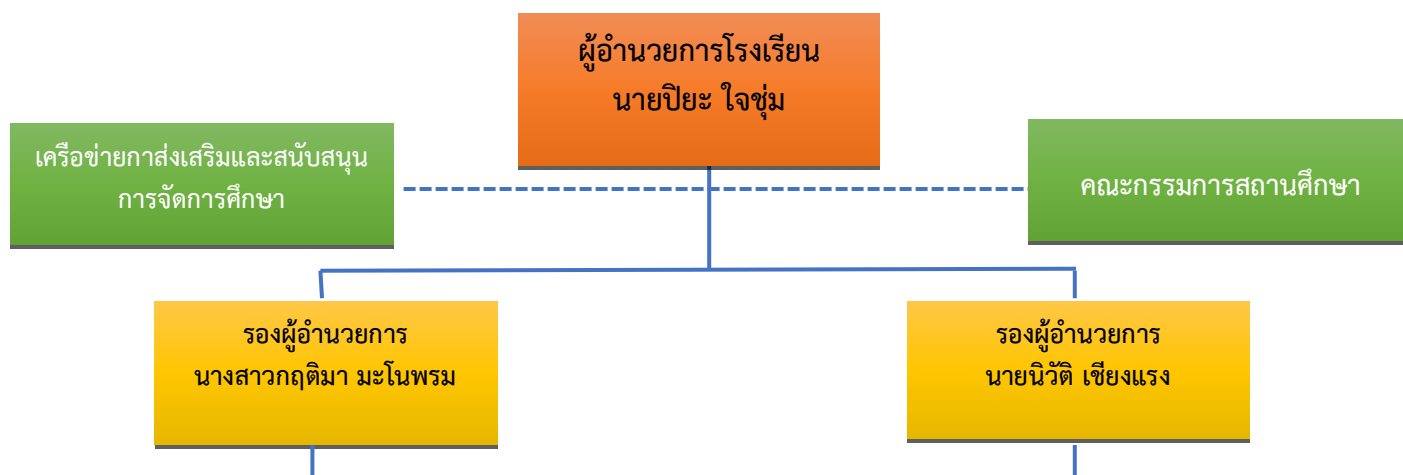 ผู้อำนวยการโรงเรียน
นายปิยะ ใจชุ่ม
เครือข่ายกาส่งเสริมและสนับสนุน
การจัดการศึกษา
คณะกรรมการสถานศึกษา
รองผู้อำนวยการ
นางสาวกฤติมา มะโนพรม
รองผู้อำนวยการ
นายนิวัติ เชียงแรง